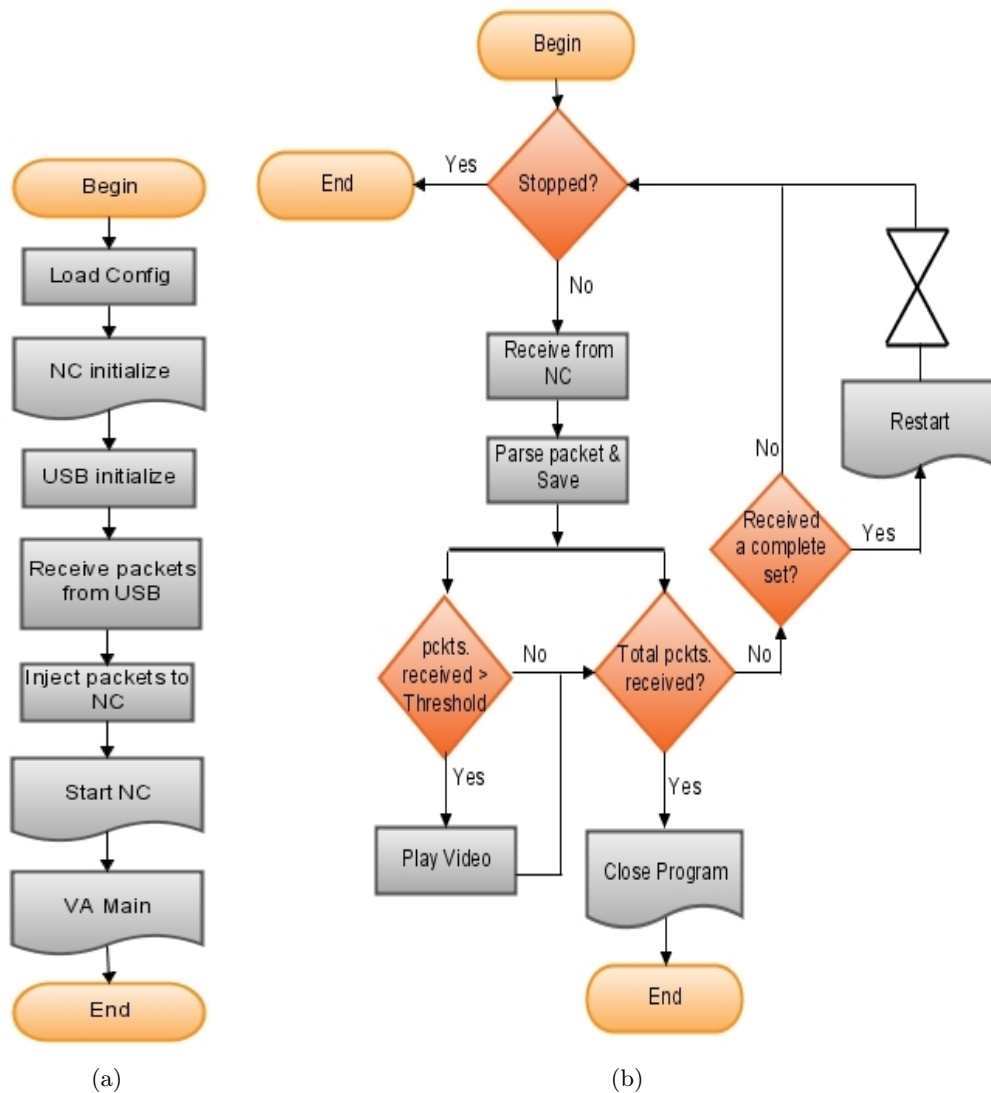 Begin
Load Config
NC initialize
USB initialize
Receive packets
from USB
Inject packets to
NC
Start NC
VA Main
End
(a)
Begin
Stopped?
Yes
End
No
Receive from
NC
Parse packet &
Save
pckts.
received >
Threshold
No
Yes
Play Video
Total pckts.
received?
No
Yes
Close Program
End
Received
a complete
set?
No
Yes
Restart
(b)